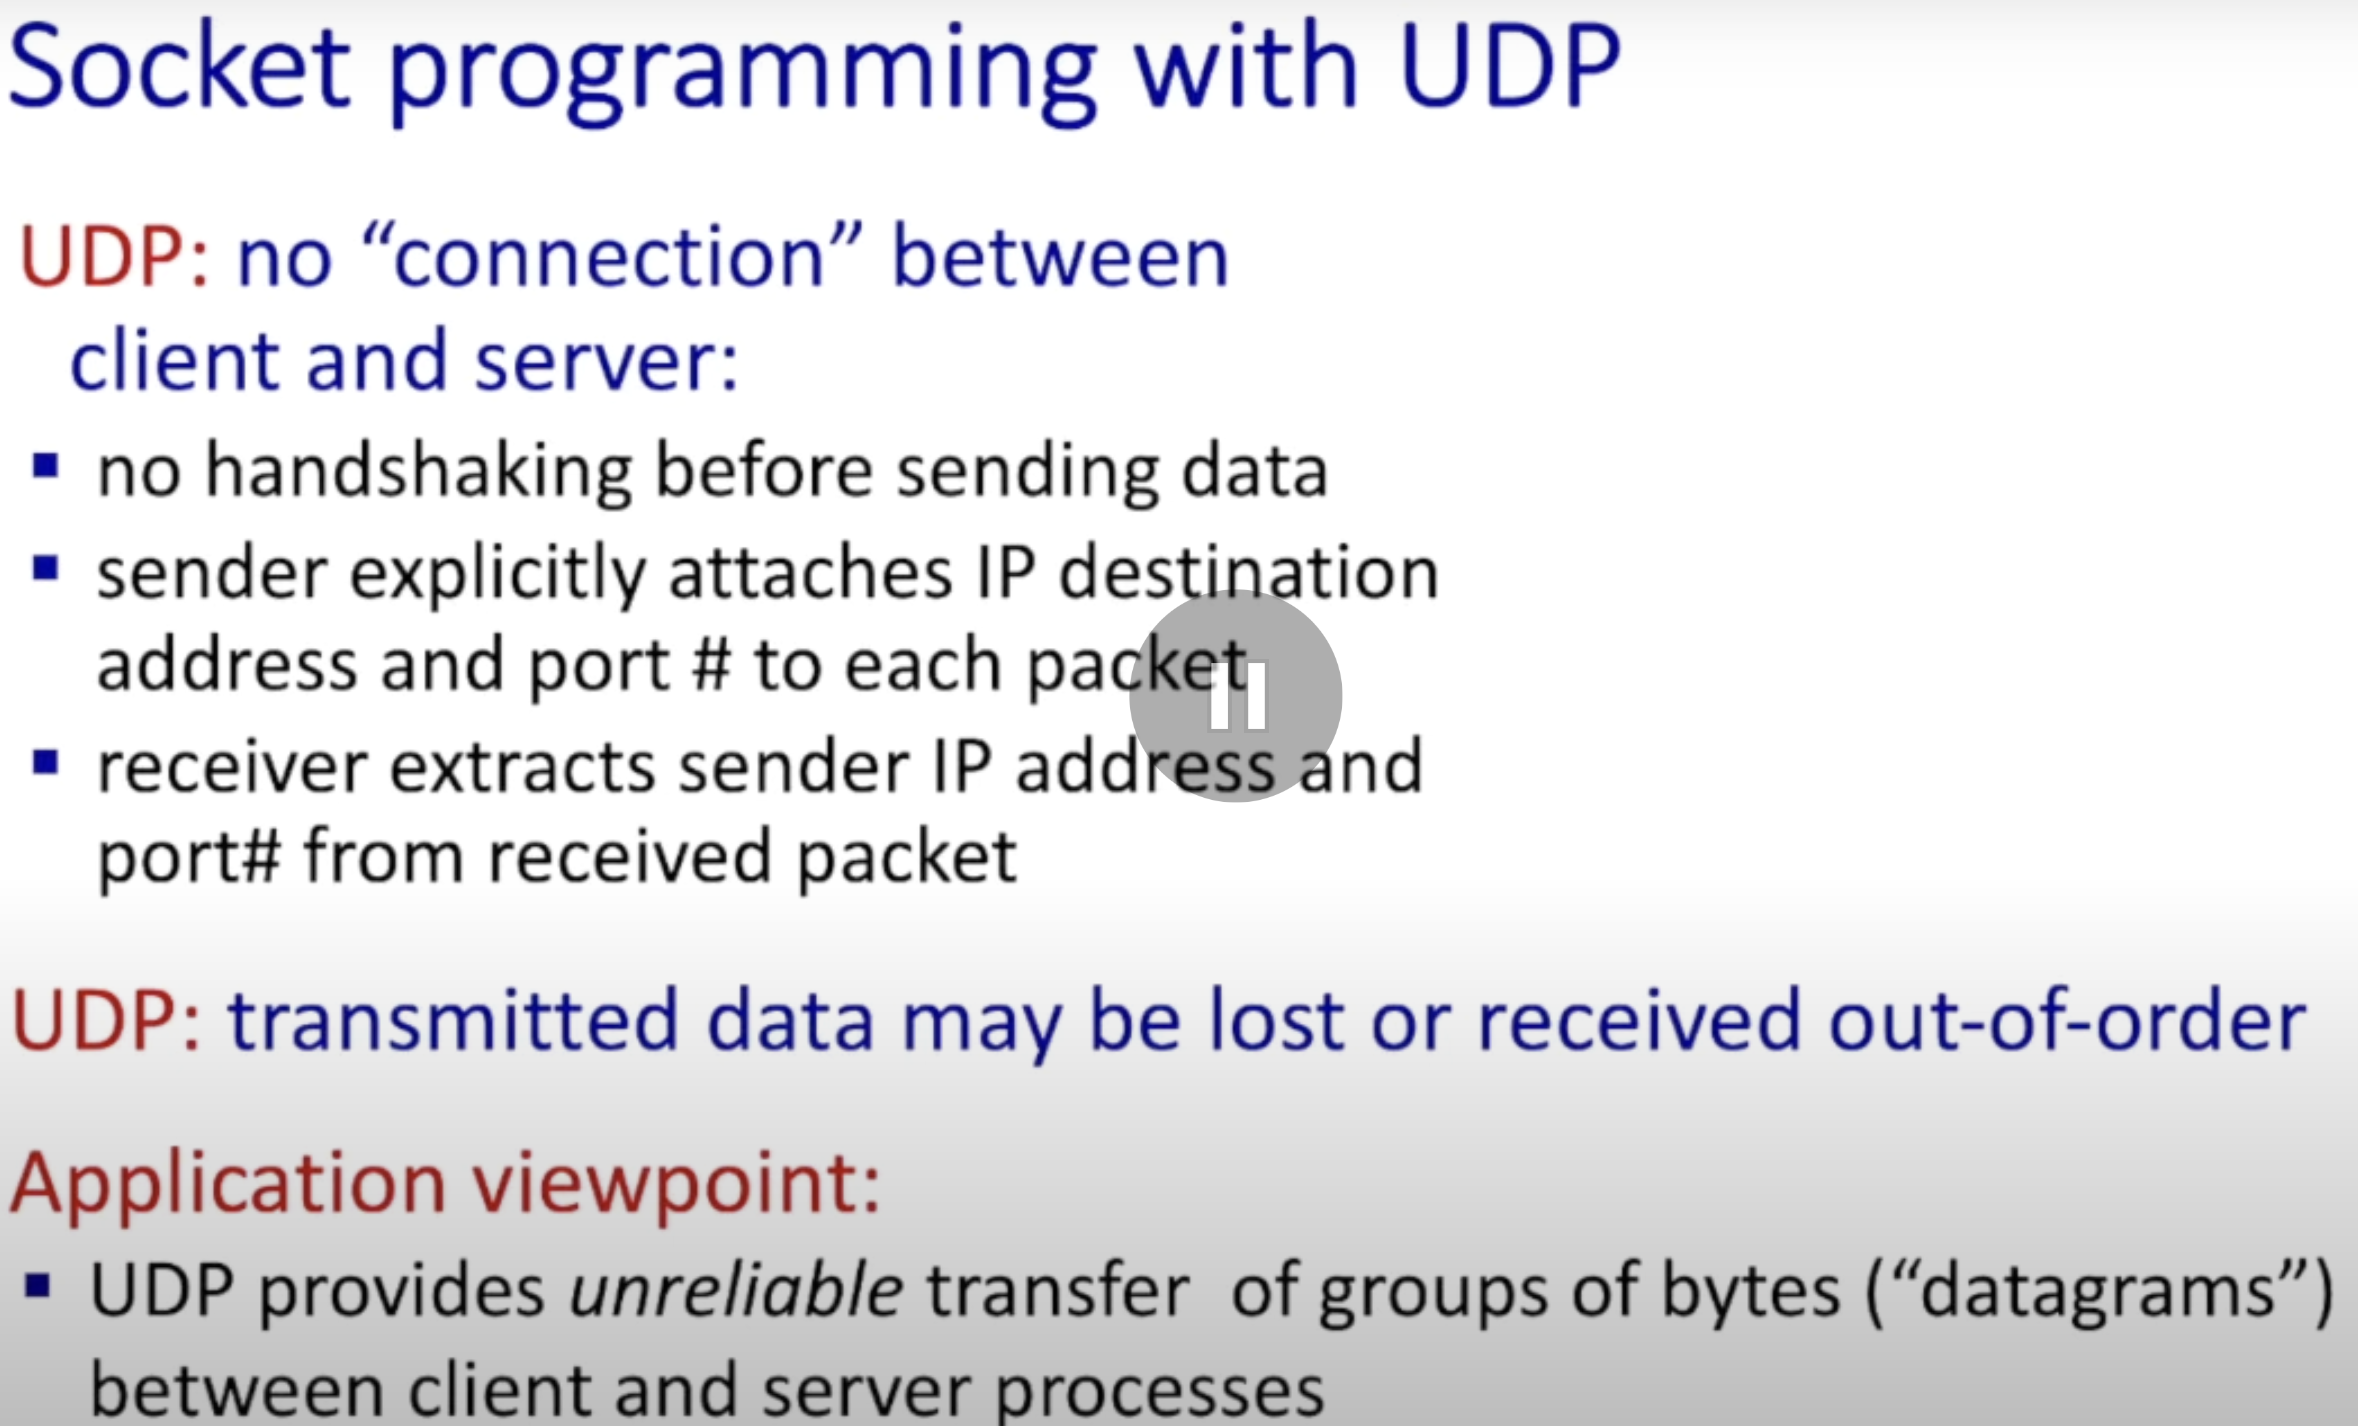 Socket programming with UDP
UDP: no “connection” between
client and server:
▪ no handshaking before sending data
▪ sender explicitly attaches IP destination
address and port # to each packet
▪ receiver extracts sender IP address and
port# from received packet
UDP: transmitted data may be lost or received out-of-order
Application viewpoint:
▪ UDP provides unreliable transfer  of groups of bytes (“datagrams”)
between client and server processes